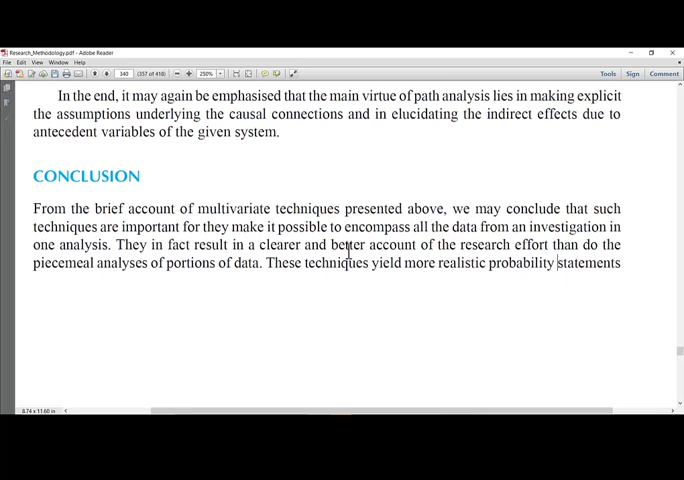 Research_Methodology.pdf - Adobe Reader
File Edit View Window Help
340 (357 of 418) 250% Tools Sign Comment
In the end, it may again be emphasised that the main virtue of path analysis lies in making explicit
the assumptions underlying the causal connections and in elucidating the indirect effects due to
antecedent variables of the given system.
CONCLUSION
From the brief account of multivariate techniques presented above, we may conclude that such
techniques are important for they make it possible to encompass all the data from an investigation in
one analysis. They in fact result in a clearer and better account of the research effort than do the
piecemeal analyses of portions of data. These techniques yield more realistic probability statements
8.74 x 11.60 in